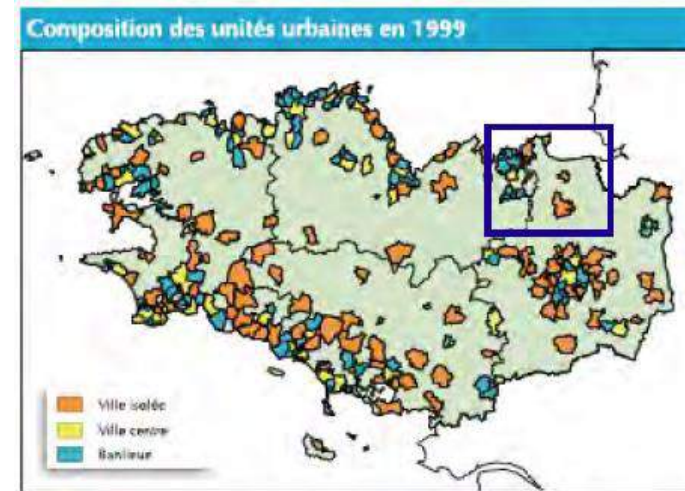 Composition des unités urbaines en 1999
Ville isolée
Ville centre
Banlieue